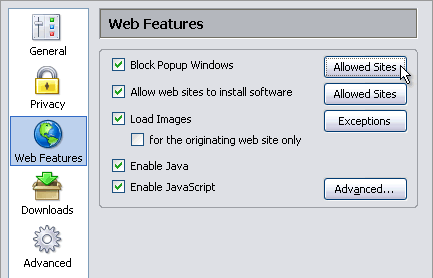 General
Privacy
Web Features
Downloads
Advanced
Web Features
Block Popup Windows
Allowed Sites
Allow web sites to install software
Allowed Sites
Load Images
Exceptions
for the originating web site only
Enable Java
Enable JavaScript
Advanced...